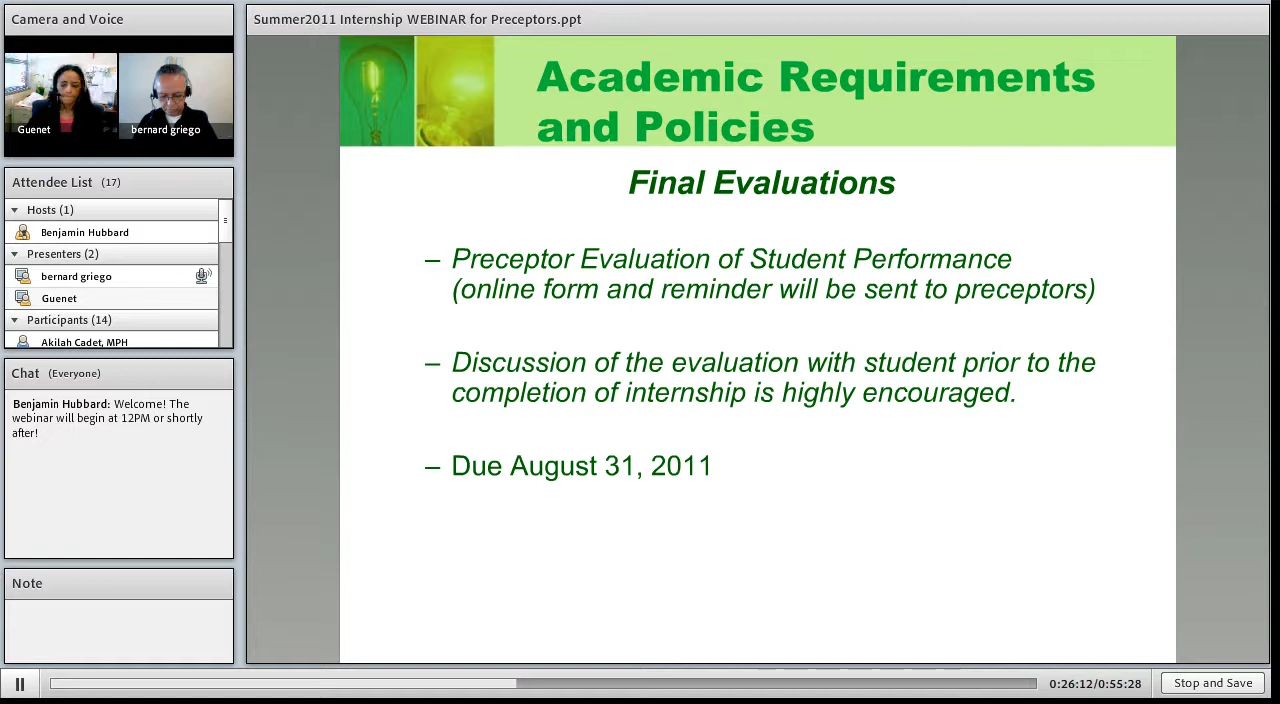 Camera and Voice
Guenet
bernard griego
Attendee List (17)
Hosts (1)
Benjamin Hubbard
Presenters (2)
bernard griego
Guenet
Participants (14)
Akilah Cadet, MPH
Chat (Everyone)
Benjamin Hubbard: Welcome! The
webinar will begin at 12PM or shortly
after!
Note
Summer2011 Internship WEBINAR for Preceptors.ppt
Academic Requirements
and Policies
Final Evaluations
– Preceptor Evaluation of Student Performance
(online form and reminder will be sent to preceptors)
– Discussion of the evaluation with student prior to the
completion of internship is highly encouraged.
– Due August 31, 2011
0:26:12/0:55:28
Stop and Save